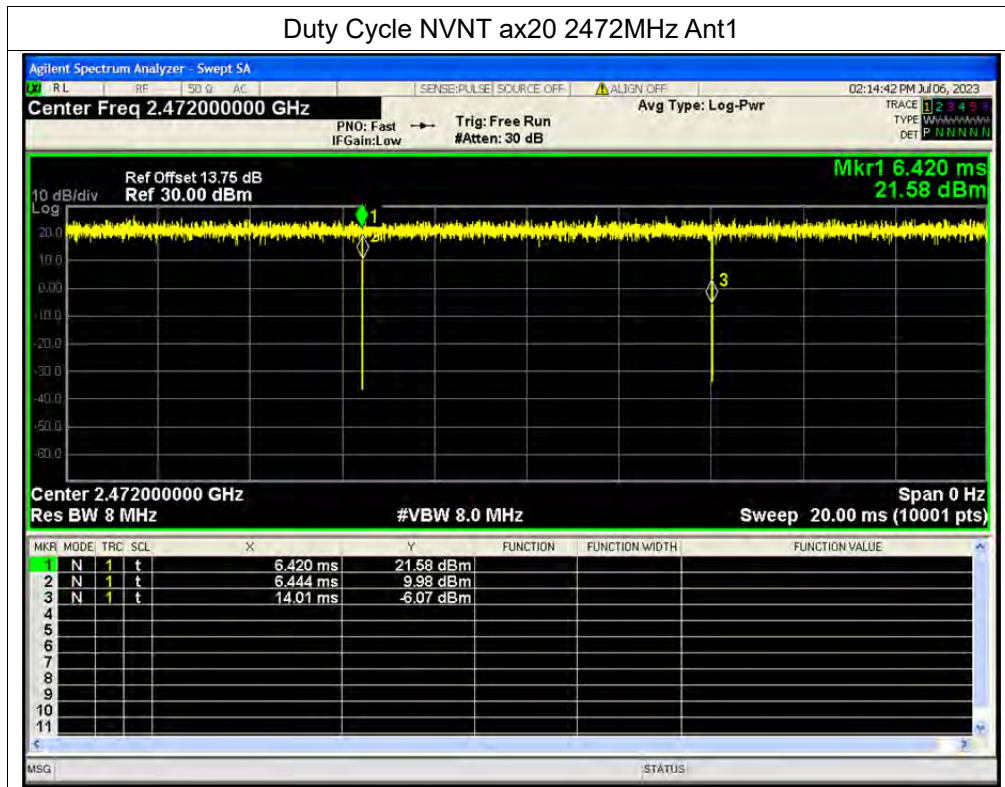 Duty Cycle NVNT ax20 2472MHz Ant1
Agilent Spectrum Analyzer - Swept SA
RL RF 50 Ω AC SENSE:PULSE SOURCE OFF ALIGN OFF 02:14:42 PM Jul 06, 2023
Center Freq 2.472000000 GHz Avg Type: Log-Pwr TRACE 1 2 3 4 5 6
PNO: Fast Trig: Free Run TYPE
IFGain:Low #Atten: 30 dB DET P N N N N N
Mkr1 6.420 ms
Ref Offset 13.75 dB
10 dB/div Ref 30.00 dBm 21.58 dBm
Log
1
20.0
2
10.0
0.00
3
-10.0
-20.0
-30.0
-40.0
-50.0
-60.0
Center 2.472000000 GHz Span 0 Hz
Res BW 8 MHz #VBW 8.0 MHz Sweep 20.00 ms (10001 pts)
MKR MODE TRC SCL X Y FUNCTION FUNCTION WIDTH FUNCTION VALUE
1 N 1 t 6.420 ms 21.58 dBm
2 N 1 t 6.444 ms 9.98 dBm
3 N 1 t 14.01 ms -6.07 dBm
4
5
6
7
8
9
10
11
MSG STATUS